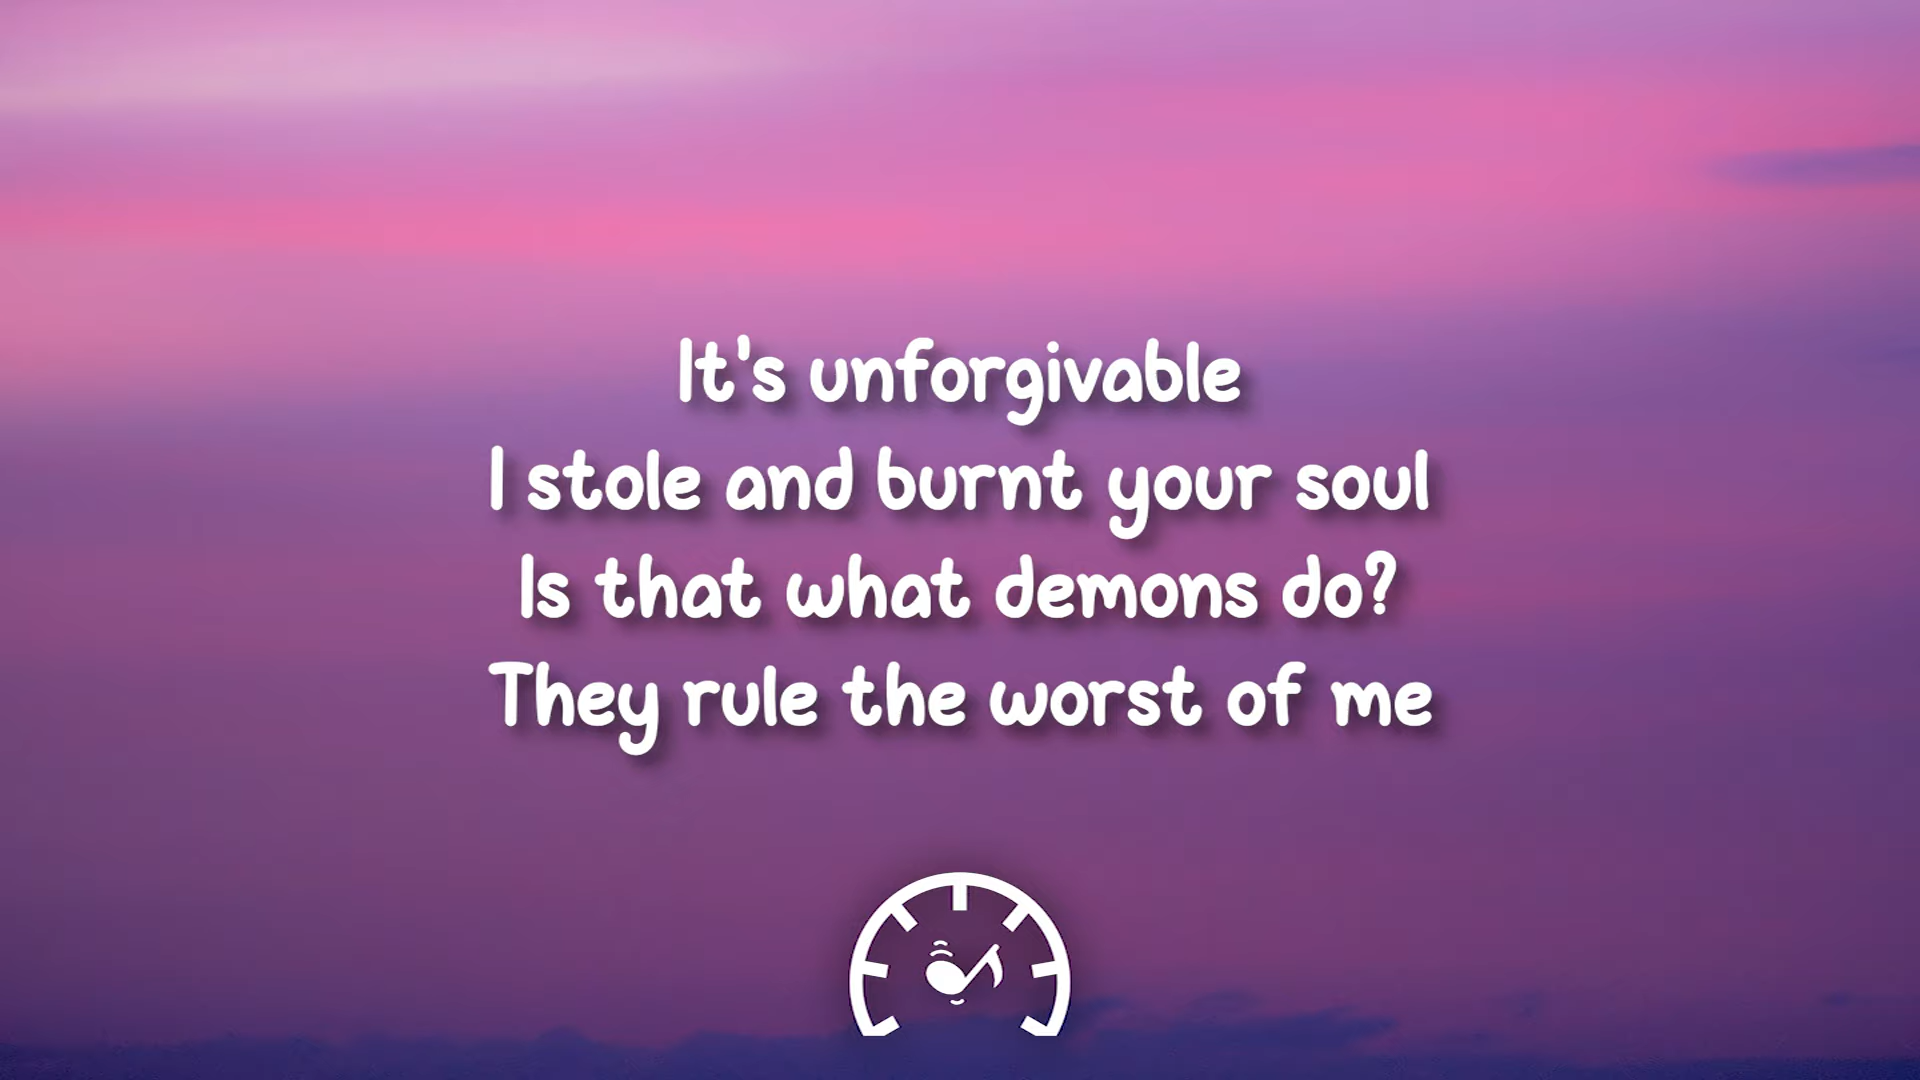 It's unforgivable
I stole and burnt your soul
Is that what demons do?
They rule the worst of me